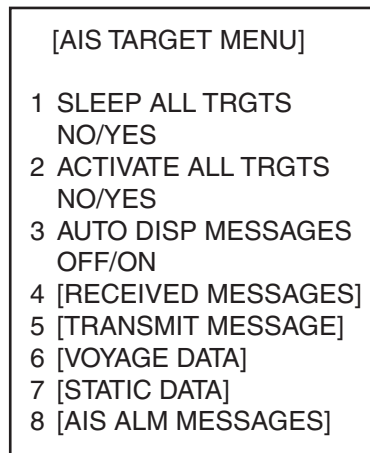 [AIS TARGET MENU]
1 SLEEP ALL TRGTS
NO/YES
2 ACTIVATE ALL TRGTS
NO/YES
3 AUTO DISP MESSAGES
OFF/ON
4 [RECEIVED MESSAGES]
5 [TRANSMIT MESSAGE]
6 [VOYAGE DATA]
7 [STATIC DATA]
8 [AIS ALM MESSAGES]